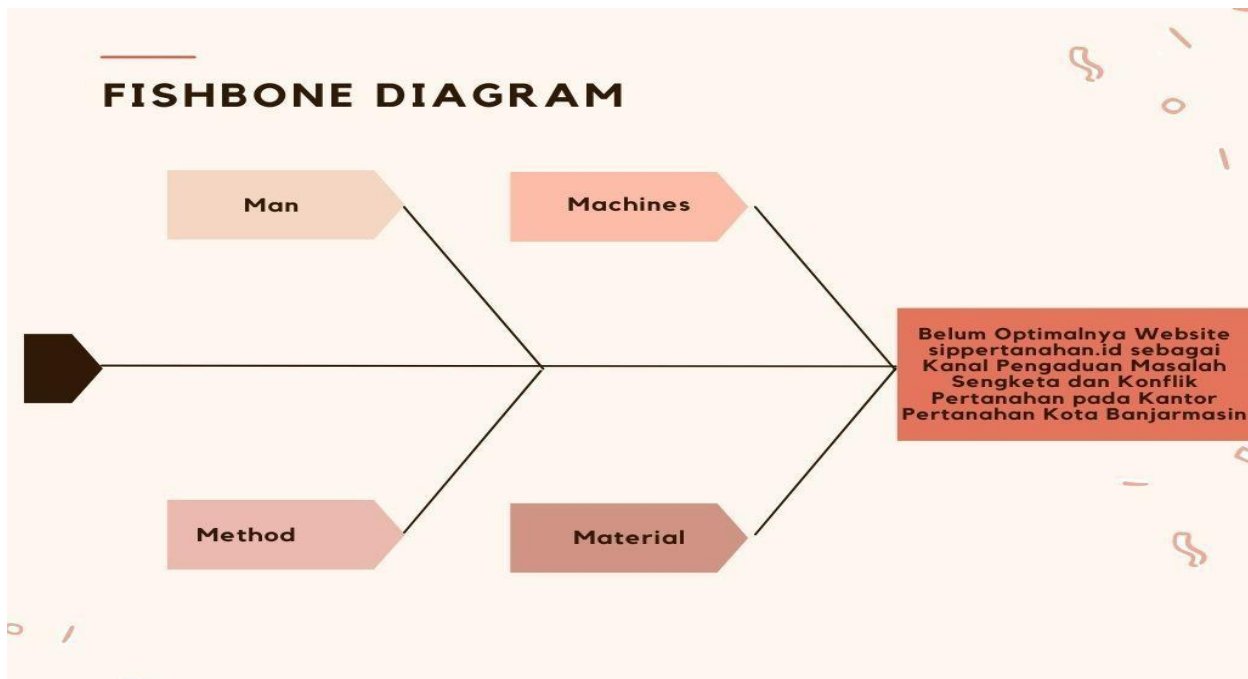 FISHBONE DIAGRAM
Man
Machines
Belum Optimalnya Website
sippertanahan.id sebagai
Kanal Pengaduan Masalah
Sengketa dan Konflik
Pertanahan pada Kantor
Pertanahan Kota Banjarmasin
Method
Material